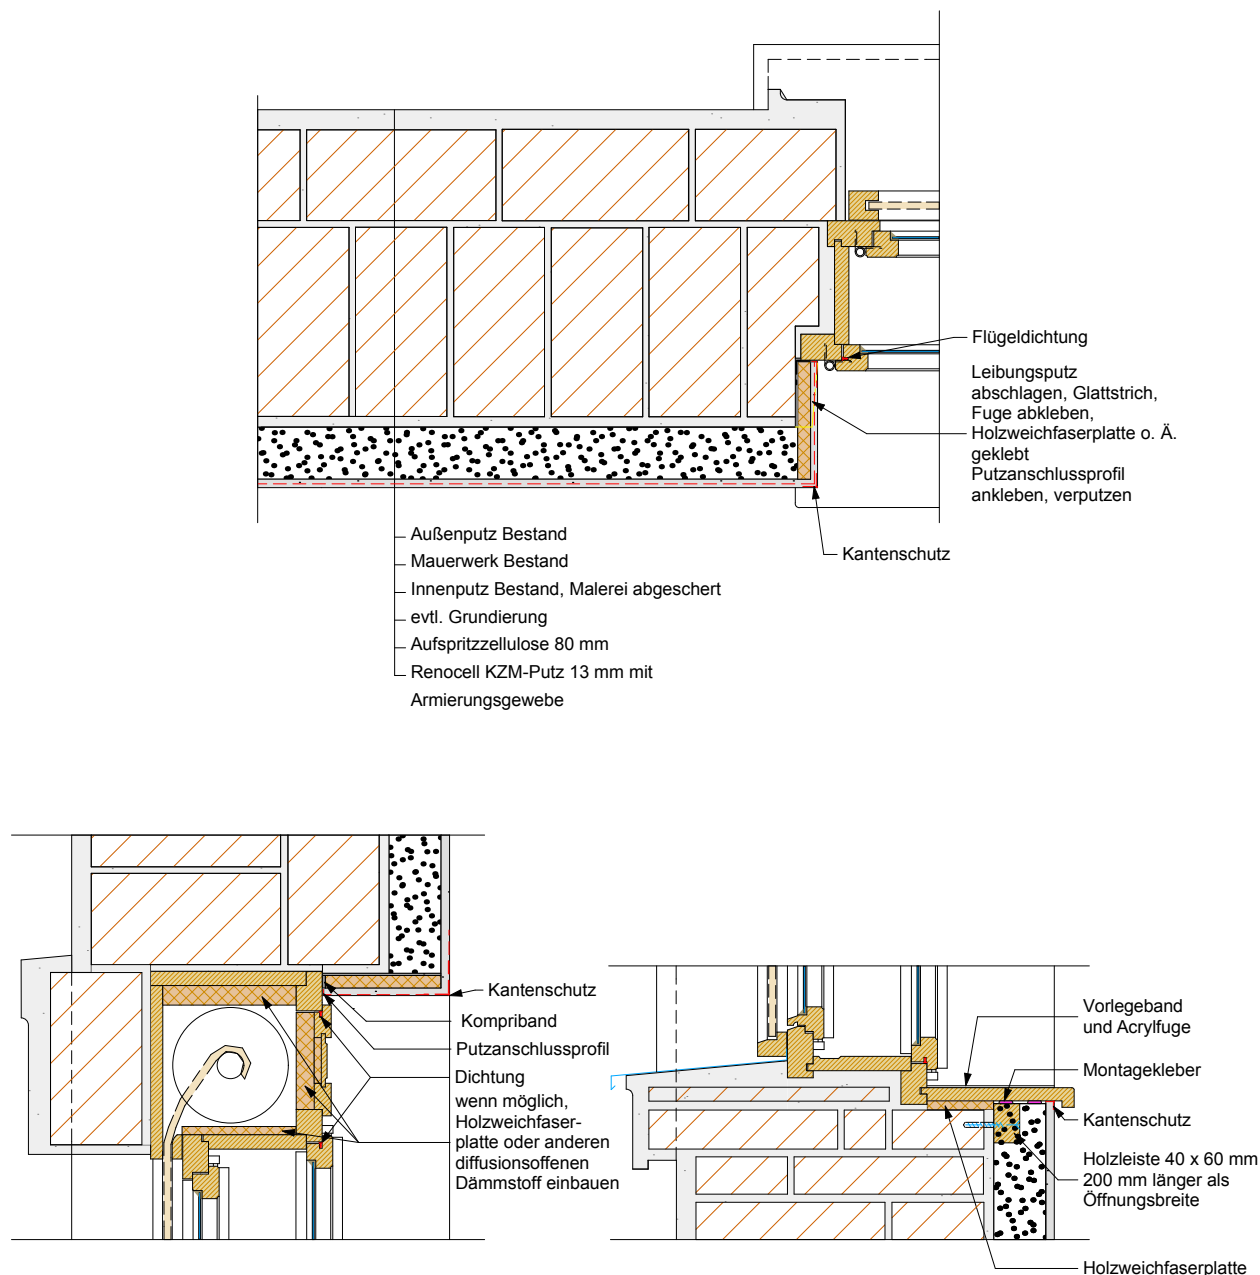 Flügeldichtung
Leibungsputz
abschlagen, Glattstrich,
Fuge abkleben,
Holzweichfaserplatte o. Ä.
geklebt
Putzanschlussprofil
ankleben, verputzen
Kantenschutz
Außenputz Bestand
Mauerwerk Bestand
Innenputz Bestand, Malerei abgeschert
evtl. Grundierung
Aufspritzzellulose 80 mm
Renocell KZM-Putz 13 mm mit
Armierungsgewebe
Kantenschutz
Kompriband
Putzanschlussprofil
Dichtung
wenn möglich,
Holzweichfaser-
platte oder anderen
diffusionsoffenen
Dämmstoff einbauen
Vorlegeband
und Acrylfuge
Montagekleber
Kantenschutz
Holzleiste 40 x 60 mm
200 mm länger als
Öffnungsbreite
Holzweichfaserplatte